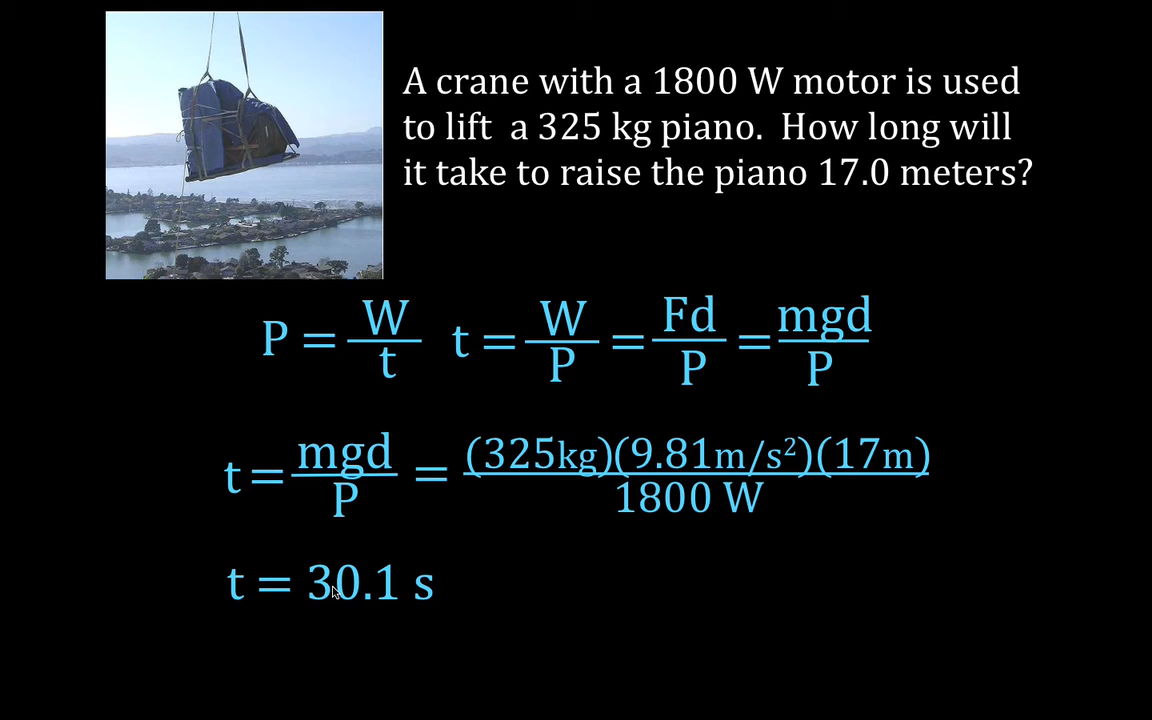 A crane with a 1800 W motor is used
to lift  a 325 kg piano.  How long will
it take to raise the piano 17.0 meters?
P = W/t  t = W/P = Fd/P = mgd/P
t = mgd/P = (325kg)(9.81m/s²)(17m)/1800 W
t = 30.1 s